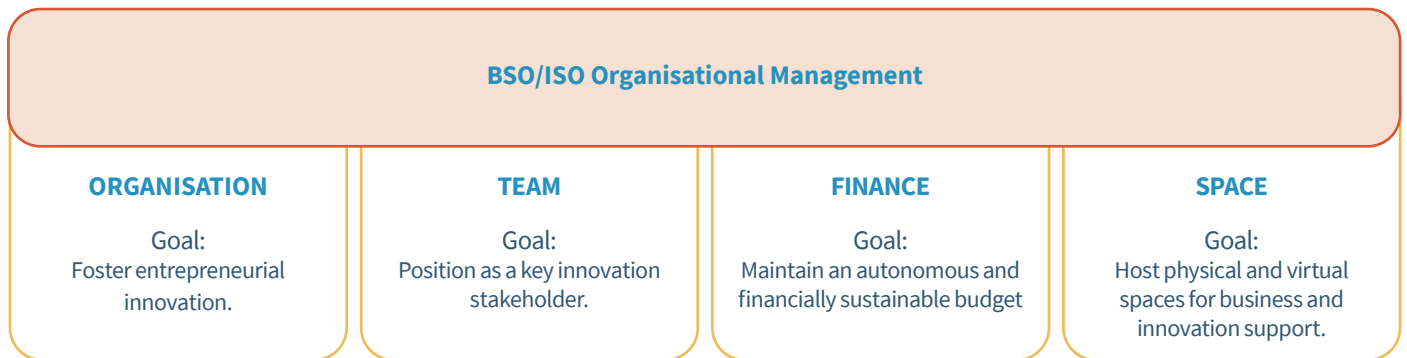 BSO/ISO Organisational Management
ORGANISATION
Goal:
Foster entrepreneurial
innovation.
TEAM
Goal:
Position as a key innovation
stakeholder.
FINANCE
Goal:
Maintain an autonomous and
financially sustainable budget
SPACE
Goal:
Host physical and virtual
spaces for business and
innovation support.